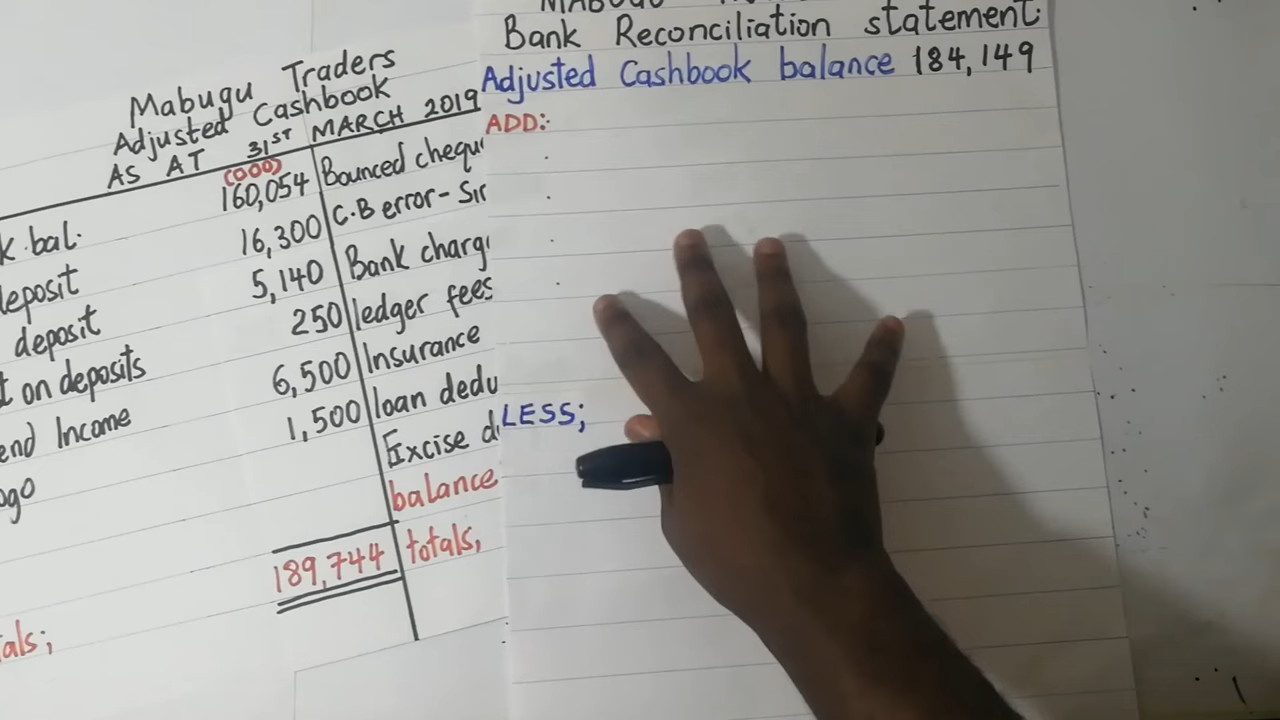 Mabugu Traders
Adjusted Cashbook
AS AT 31ST MARCH 2019
(000)
k bal. 160,054
deposit 16,300
deposit 5,140
t on deposits 250
end Income 6,500
ogo 1,500
189,744
als;
Bounced chequ
C.B error - Sir
Bank charg
ledger fees
Insurance
loan dedu
Excise d
balance
totals,
Bank Reconciliation statement:
Adjusted Cashbook balance 184,149
ADD:
LESS;